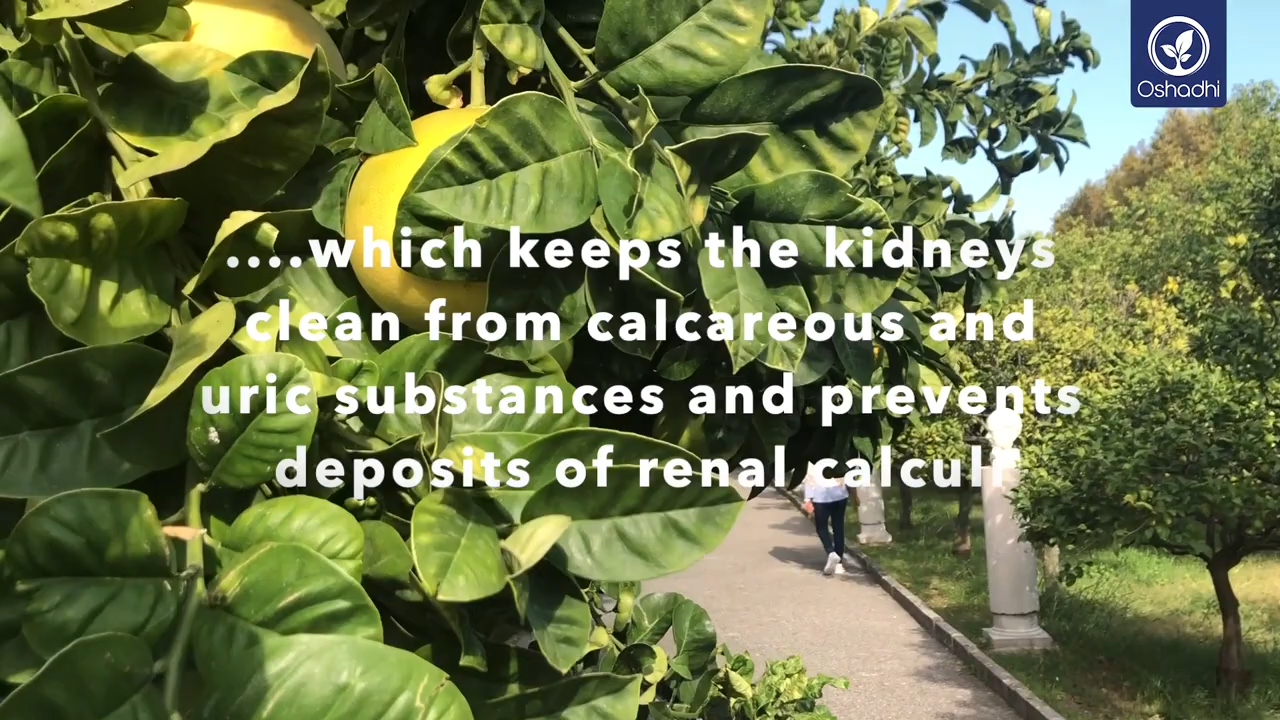 Oshadhi
....which keeps the kidneys
clean from calcareous and
uric substances and prevents
deposits of renal calculi